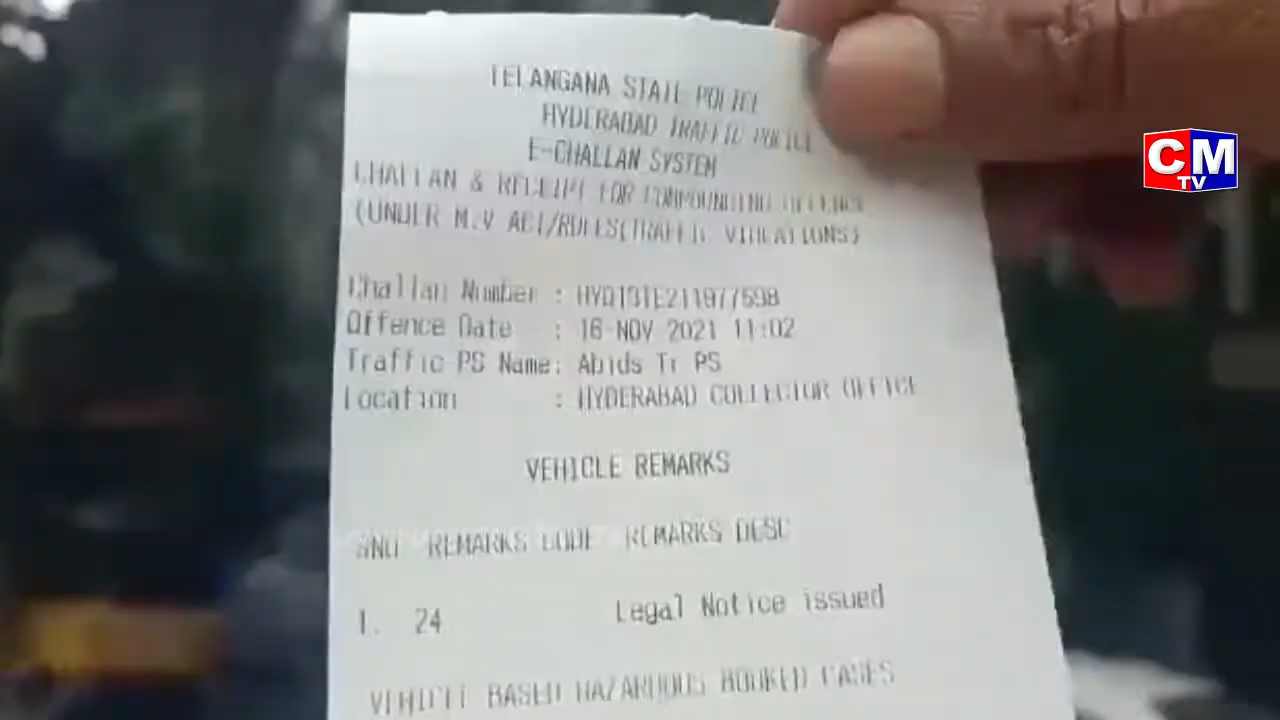 TELANGANA STATE POLICE
HYDERABAD TRAFFIC POLICE
E-CHALLAN SYSTEM
CHALLAN & RECEIPT FOR COMPOUNDING OFFENCE
(UNDER M.V ACT/RULES(TRAFFIC VIOLATIONS)
Challan Number :
Offence Date : 16-NOV 2021 11:02
Traffic PS Name: Abids Tr PS
Location : HYDERABAD COLLECTOR OFFICE
VEHICLE REMARKS
SNO REMARKS CODE REMARKS DESC
1. 24 Legal Notice issued
VEHICLE BASED HAZARDOUS BOOKED CASES
CM
TV